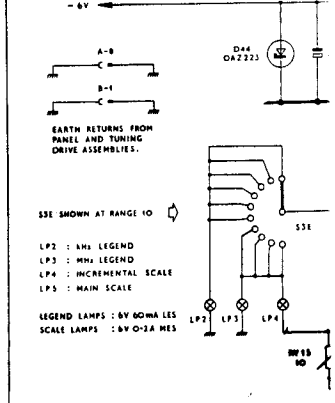 - 6V
A-8
D44
OAZ223
B-1
EARTH RETURNS FROM
PANEL AND TUNING
DRIVE ASSEMBLIES.
S3E SHOWN AT RANGE 10
S3E
LP2 : kHz LEGEND
LP3 : MHz LEGEND
LP4 : INCREMENTAL SCALE
LP5 : MAIN SCALE
LEGEND LAMPS : 6V 60mA LES
SCALE LAMPS : 6V 0·2A MES
LP2 LP3 LP4
10